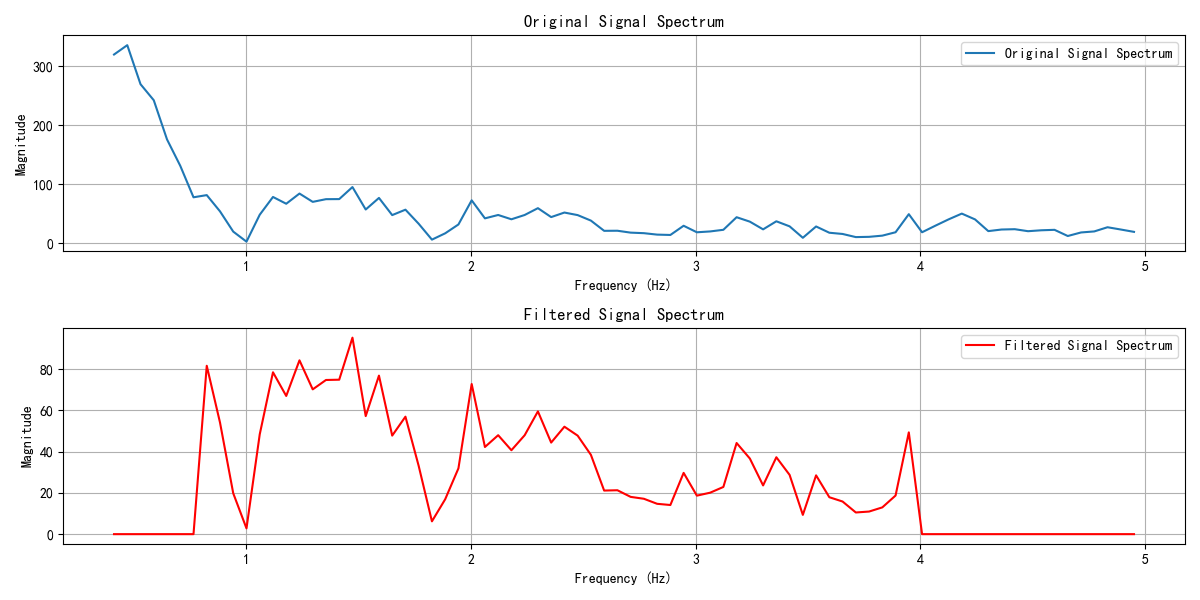 Original Signal Spectrum
Original Signal Spectrum
300
200
100
0
Magnitude
1 2 3 4 5
Frequency (Hz)
Filtered Signal Spectrum
Filtered Signal Spectrum
80
60
40
20
0
Magnitude
1 2 3 4 5
Frequency (Hz)